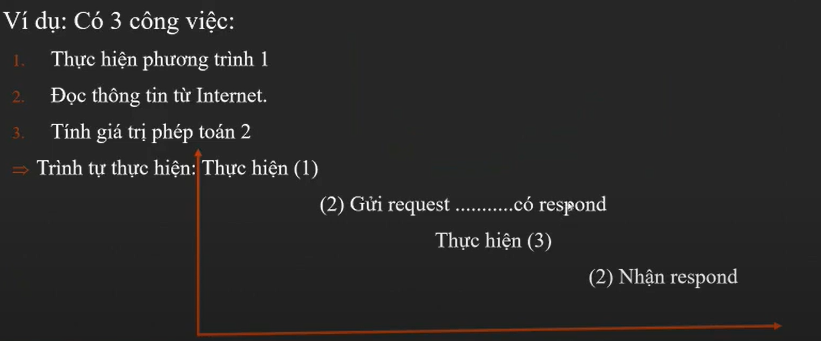 Ví dụ: Có 3 công việc:
1. Thực hiện phương trình 1
2. Đọc thông tin từ Internet.
3. Tính giá trị phép toán 2
⇒ Trình tự thực hiện: Thực hiện (1)
(2) Gửi request ...........có respond
Thực hiện (3)
(2) Nhận respond